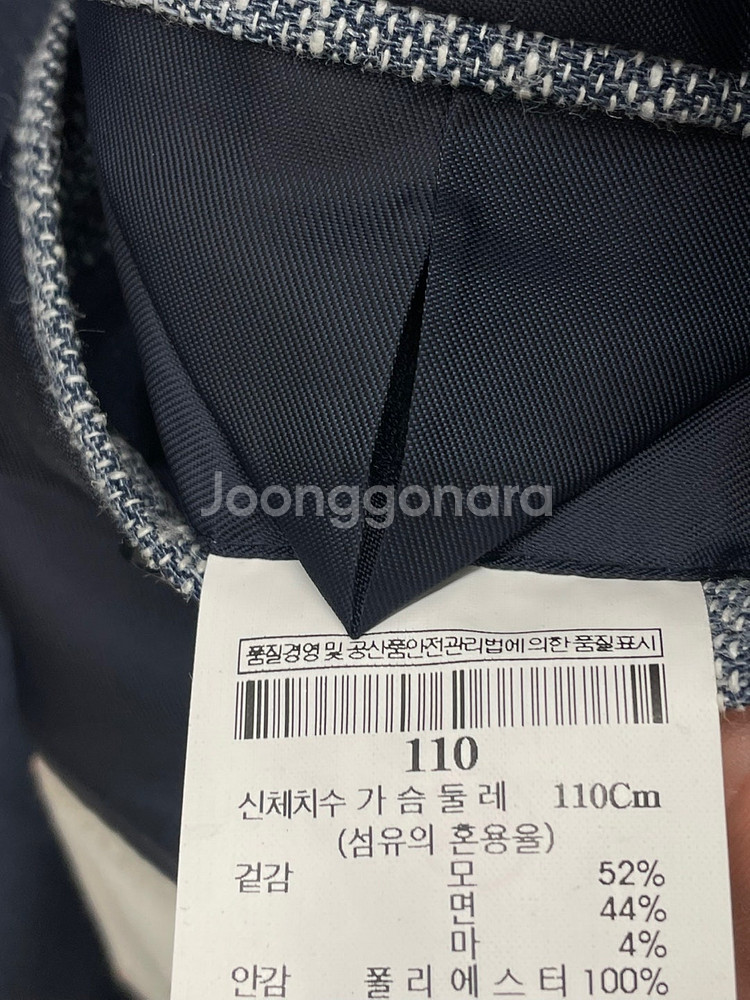 Joonggonara
품질경영 및 공산품안전관리법에 의한 품질표시
110
신체치수 가 슴 둘 레 110Cm
(섬유의 혼용율)
겉감 모 52%
면 44%
마 4%
안감 폴 리 에 스 터 100%